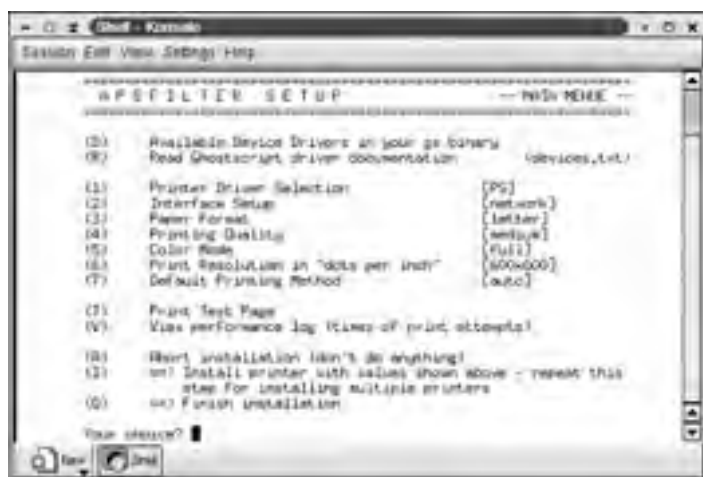 Shell - Konsole
Session Edit View Settings Help
A P S F I L T E R   S E T U P   -- MAIN MENUE --
(D) Available Device Drivers in your gs binary
(R) Read Ghostscript driver documentation (devices.txt)
(1) Printer Driver Selection [PS]
(2) Interface Setup [network]
(3) Paper Format [letter]
(4) Printing Quality [medium]
(5) Color Mode [full]
(6) Print Resolution in "dots per inch" [600x600]
(7) Default Printing Method [auto]
(T) Print Test Page
(V) View performance log (times of print attempts)
(A) Abort installation (don't do anything)
(I) ==> Install printer with values shown above - repeat this
step for installing multiple printers
(Q) ==> Finish installation
Your choice?
New Shell